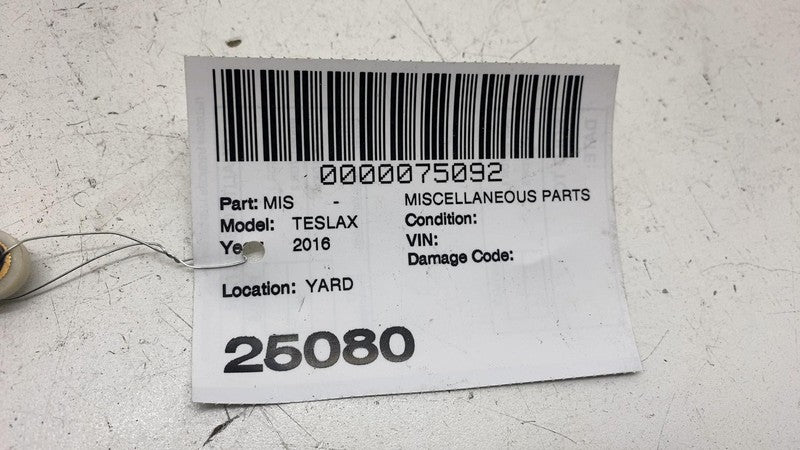 0000075092
Part: MIS - MISCELLANEOUS PARTS
Model: TESLAX Condition:
2016 VIN:
Damage Code:
Location: YARD
25080